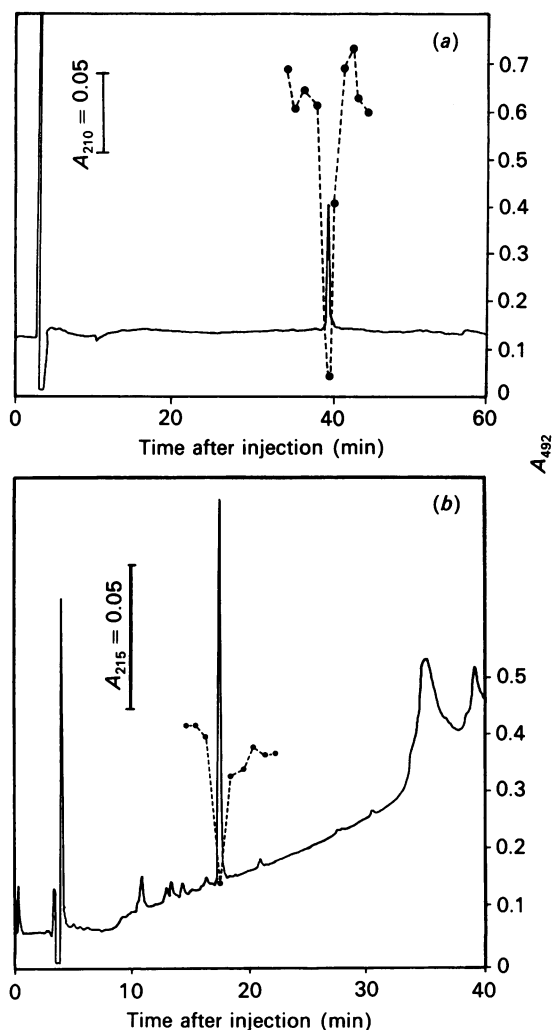 (a)
A210 = 0.05
0.7
0.6
0.5
0.4
0.3
0.2
0.1
0
0 20 40 60
Time after injection (min)
A492
(b)
A215 = 0.05
0.5
0.4
0.3
0.2
0.1
0
0 10 20 30 40
Time after injection (min)